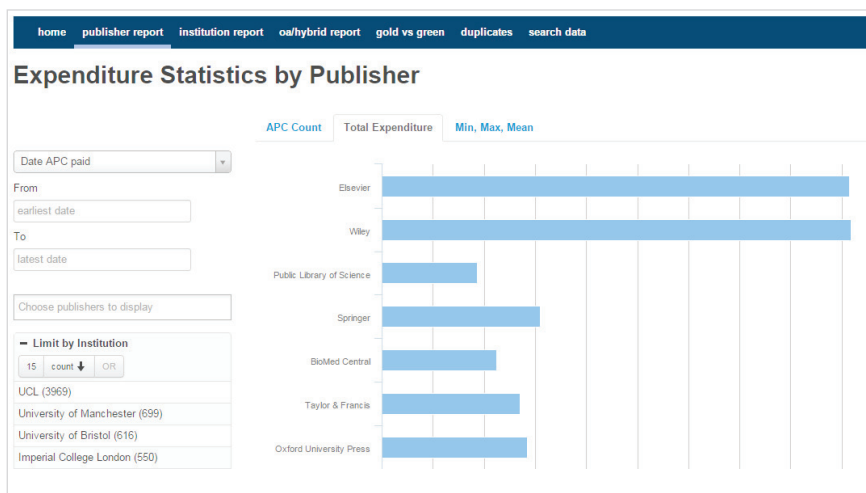 home publisher report institution report oa/hybrid report gold vs green duplicates search data
Expenditure Statistics by Publisher
APC Count Total Expenditure Min, Max, Mean
Date APC paid
From
earliest date
To
latest date
Choose publishers to display
− Limit by Institution
15 count ↓ OR
UCL (3969)
University of Manchester (699)
University of Bristol (616)
Imperial College London (550)
Elsevier
Wiley
Public Library of Science
Springer
BioMed Central
Taylor & Francis
Oxford University Press